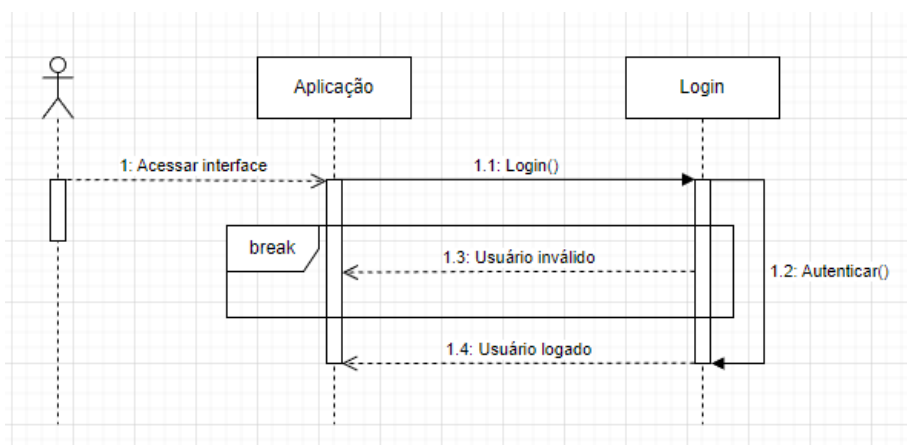 Aplicação
Login
1: Acessar interface
1.1: Login()
break
1.3: Usuário inválido
1.2: Autenticar()
1.4: Usuário logado